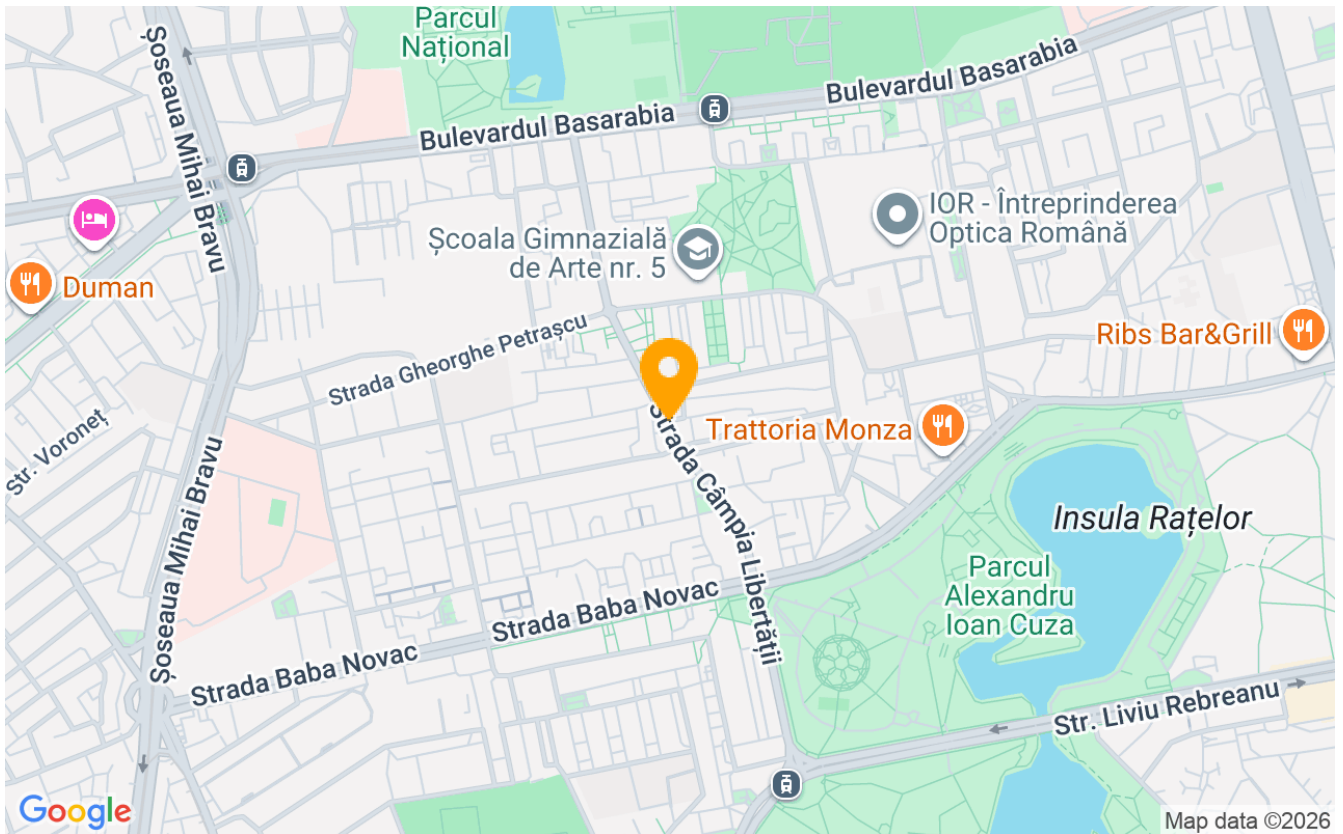 Parcul
Național
Șoseaua Mihai Bravu
Bulevardul Basarabia
Bulevardul Basarabia
IOR - Întreprinderea
Optica Română
Școala Gimnazială
de Arte nr. 5
Duman
Strada Gheorghe Petrașcu
Ribs Bar&Grill
Str. Voroneț
Trattoria Monza
Strada Câmpia Libertății
Șoseaua Mihai Bravu
Insula Rațelor
Parcul
Alexandru
Ioan Cuza
Strada Baba Novac
Strada Baba Novac
Str. Liviu Rebreanu
Google
Map data ©2026